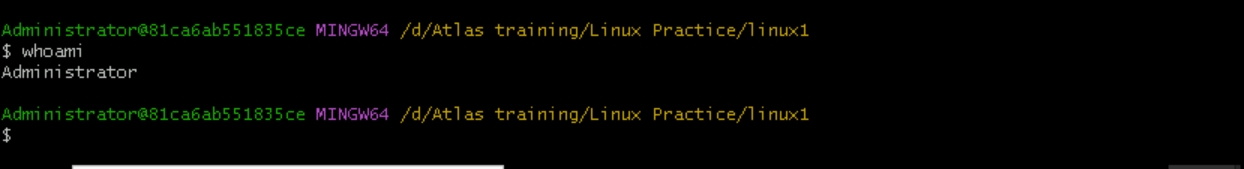 Administrator@81ca6ab551835ce MINGW64 /d/Atlas training/Linux Practice/linux1
$ whoami
Administrator
Administrator@81ca6ab551835ce MINGW64 /d/Atlas training/Linux Practice/linux1
$